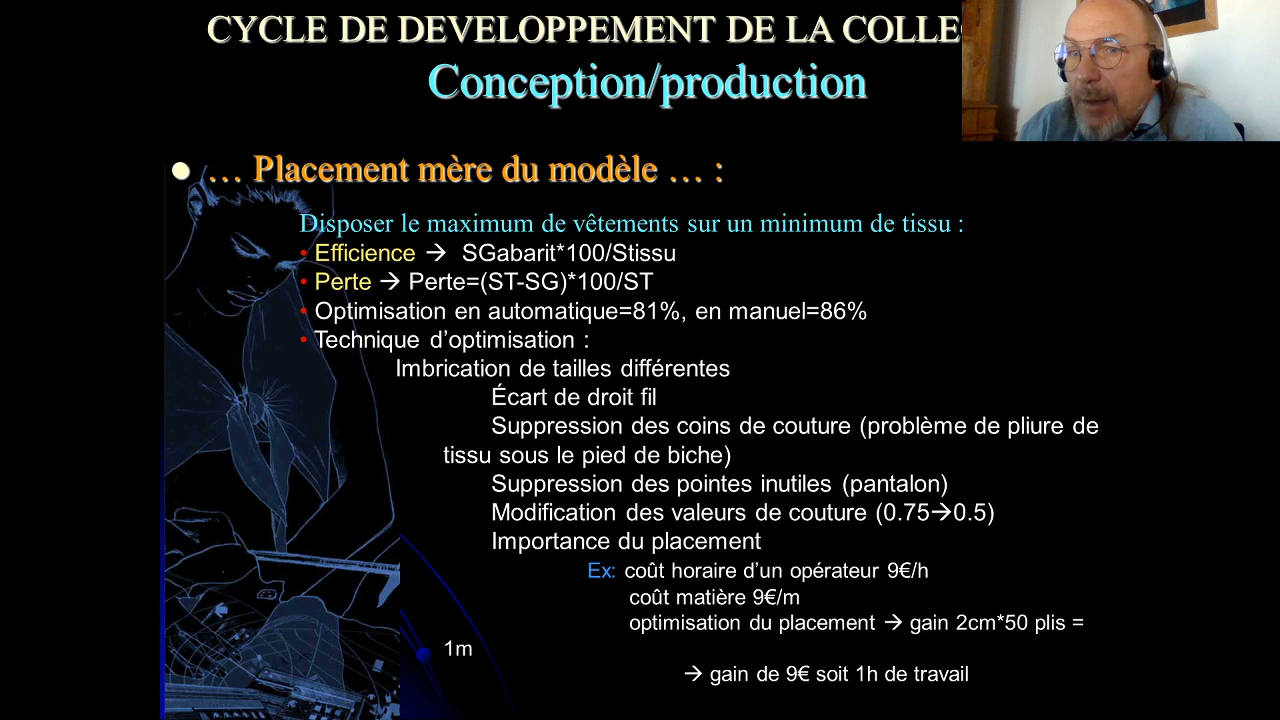 CYCLE DE DEVELOPPEMENT DE LA COLLE
Conception/production
… Placement mère du modèle … :
Disposer le maximum de vêtements sur un minimum de tissu :
• Efficience → SGabarit*100/Stissu
• Perte → Perte=(ST-SG)*100/ST
• Optimisation en automatique=81%, en manuel=86%
• Technique d’optimisation :
Imbrication de tailles différentes
Écart de droit fil
Suppression des coins de couture (problème de pliure de
tissu sous le pied de biche)
Suppression des pointes inutiles (pantalon)
Modification des valeurs de couture (0.75→0.5)
Importance du placement
Ex: coût horaire d’un opérateur 9€/h
coût matière 9€/m
optimisation du placement → gain 2cm*50 plis =
1m
→ gain de 9€ soit 1h de travail